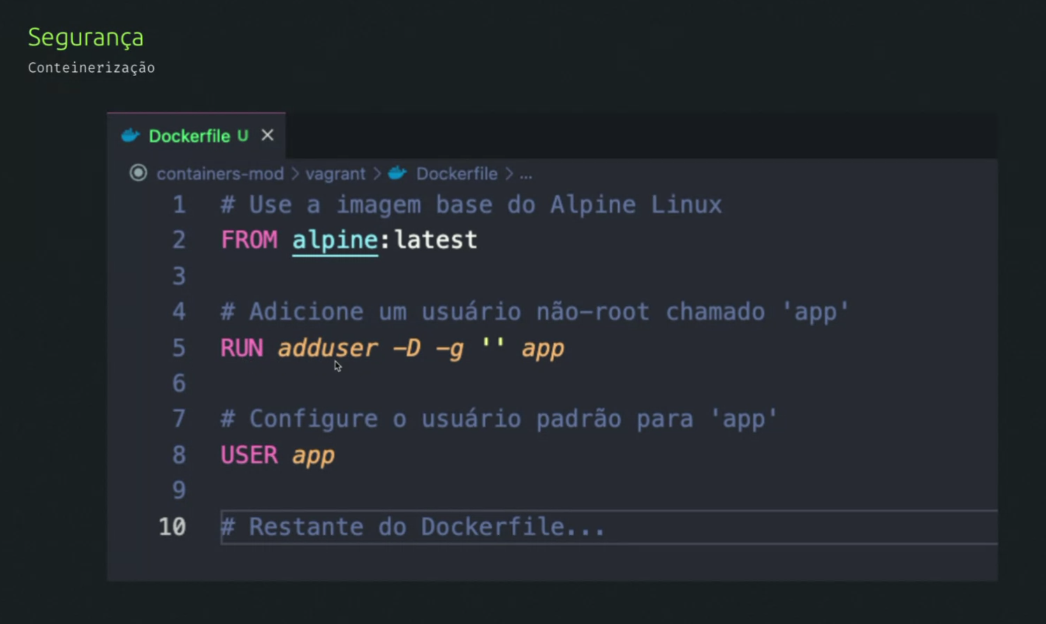 Segurança
Conteinerização
Dockerfile U ×
containers-mod > vagrant > Dockerfile > ...
1 # Use a imagem base do Alpine Linux
2 FROM alpine:latest
3
4 # Adicione um usuário não-root chamado 'app'
5 RUN adduser -D -g '' app
6
7 # Configure o usuário padrão para 'app'
8 USER app
9
10 # Restante do Dockerfile...